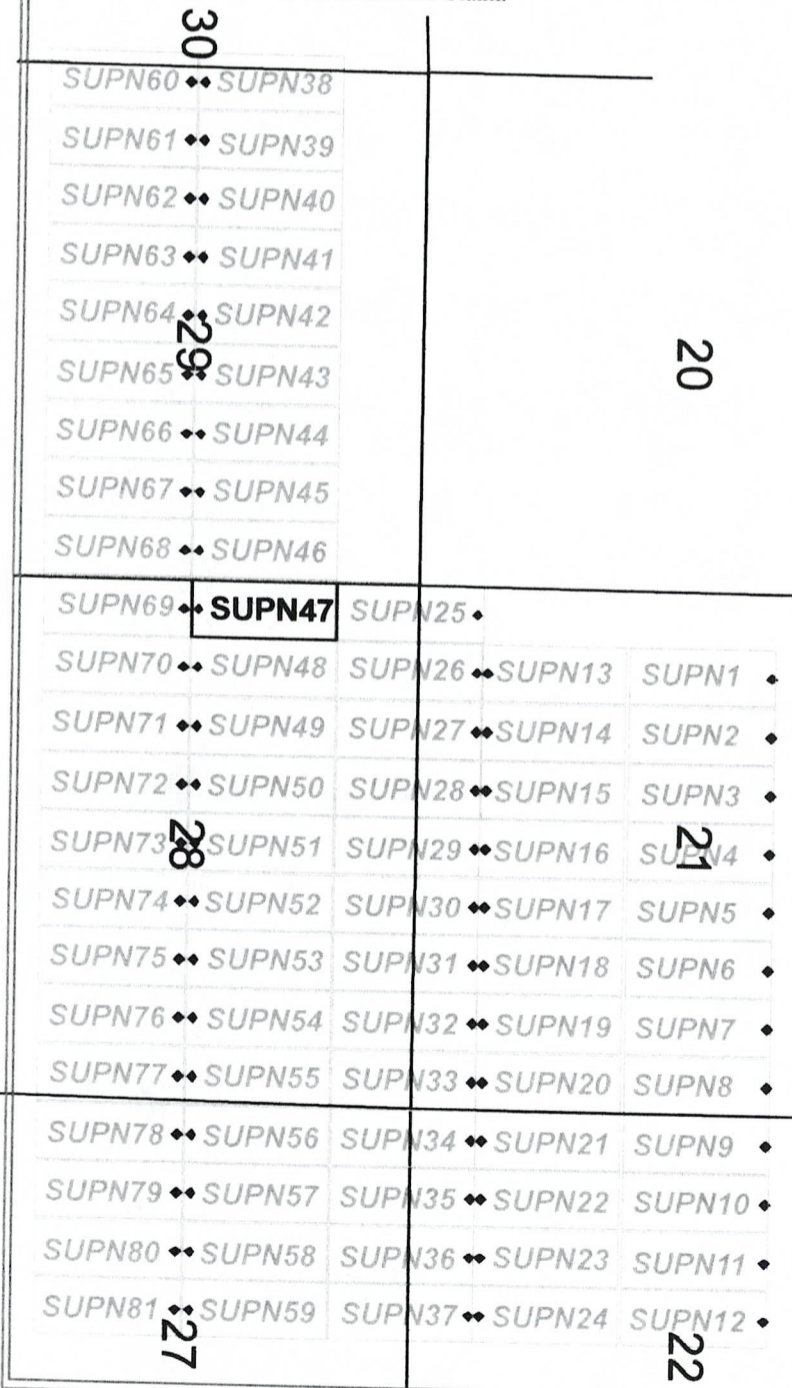 30
SUPN60 SUPN38
SUPN61 SUPN39
SUPN62 SUPN40
SUPN63 SUPN41
SUPN64 SUPN42
29
20
SUPN65 SUPN43
SUPN66 SUPN44
SUPN67 SUPN45
SUPN68 SUPN46
SUPN69 SUPN47 SUPN25
SUPN70 SUPN48 SUPN26 SUPN13 SUPN1
SUPN71 SUPN49 SUPN27 SUPN14 SUPN2
SUPN72 SUPN50 SUPN28 SUPN15 SUPN3
SUPN73 SUPN51 SUPN29 SUPN16 SUPN4
28
21
SUPN74 SUPN52 SUPN30 SUPN17 SUPN5
SUPN75 SUPN53 SUPN31 SUPN18 SUPN6
SUPN76 SUPN54 SUPN32 SUPN19 SUPN7
SUPN77 SUPN55 SUPN33 SUPN20 SUPN8
SUPN78 SUPN56 SUPN34 SUPN21 SUPN9
SUPN79 SUPN57 SUPN35 SUPN22 SUPN10
SUPN80 SUPN58 SUPN36 SUPN23 SUPN11
SUPN81 SUPN59 SUPN37 SUPN24 SUPN12
27
22